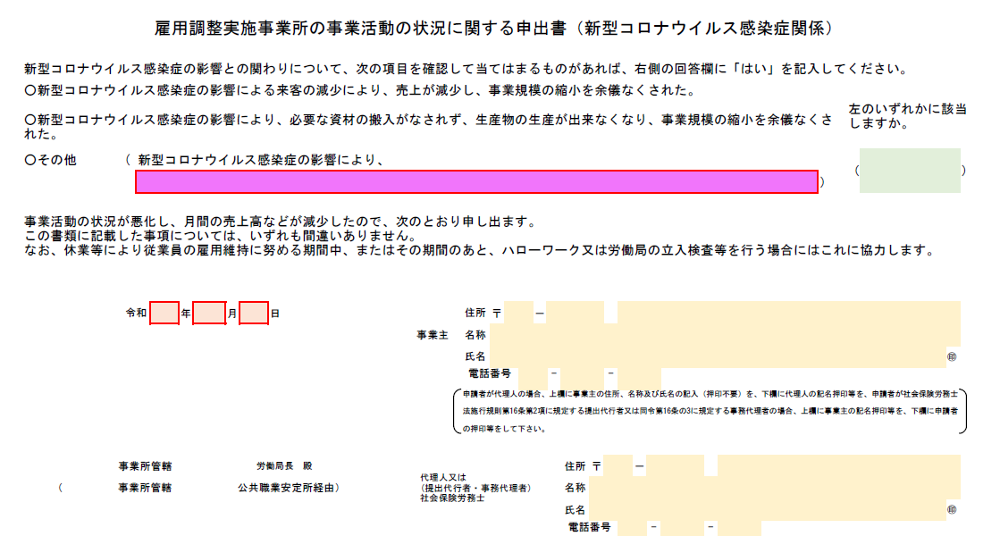 雇用調整実施事業所の事業活動の状況に関する申出書（新型コロナウイルス感染症関係）
新型コロナウイルス感染症の影響との関わりについて、次の項目を確認して当てはまるものがあれば、右側の回答欄に「はい」を記入してください。
〇新型コロナウイルス感染症の影響による来客の減少により、売上が減少し、事業規模の縮小を余儀なくされた。
〇新型コロナウイルス感染症の影響により、必要な資材の搬入がなされず、生産物の生産が出来なくなり、事業規模の縮小を余儀なくさ
れた。
左のいずれかに該当
しますか。
〇その他 （ 新型コロナウイルス感染症の影響により、
）
（ ）
事業活動の状況が悪化し、月間の売上高などが減少したので、次のとおり申し出ます。
この書類に記載した事項については、いずれも間違いありません。
なお、休業等により従業員の雇用維持に努める期間中、またはその期間のあと、ハローワーク又は労働局の立入検査等を行う場合にはこれに協力します。
令和 年 月 日
住所 〒 －
事業主 名称
氏名 ㊞
電話番号 - -
申請者が代理人の場合、上欄に事業主の住所、名称及び氏名の記入（押印不要）を、下欄に代理人の記名押印等を、申請者が社会保険労務士
法施行規則第16条第2項に規定する提出代行者又は同令第16条の3に規定する事務代理者の場合、上欄に事業主の記名押印等を、下欄に申請者
の押印等をして下さい。
事業所管轄 労働局長 殿
（ 事業所管轄 公共職業安定所経由）
代理人又は
（提出代行者・事務代理者）
社会保険労務士
住所 〒 －
名称
氏名 ㊞
電話番号 - -